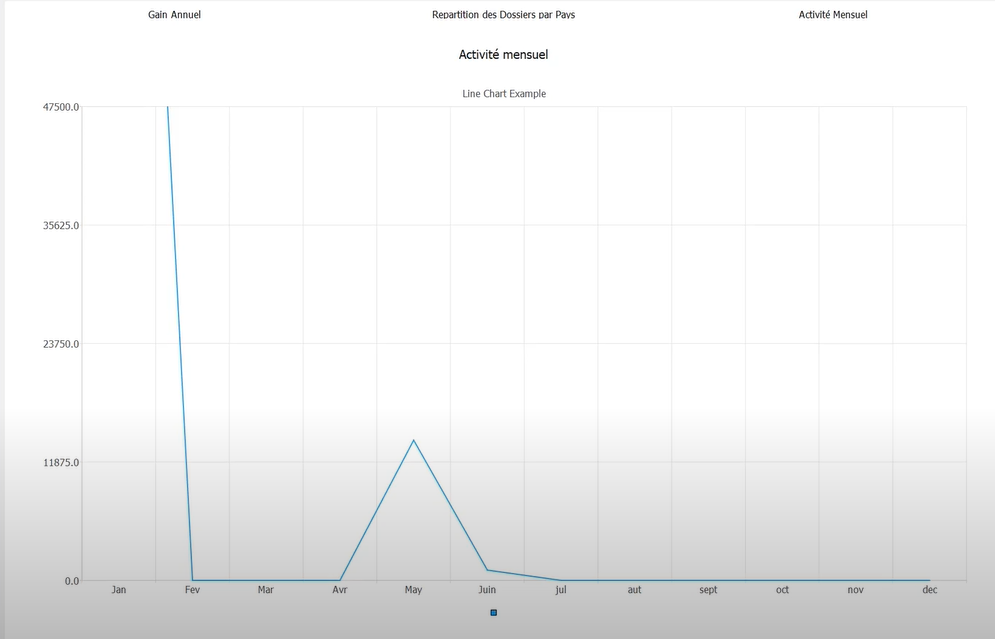 Gain Annuel Repartition des Dossiers par Pays Activité Mensuel
Activité mensuel
Line Chart Example
47500.0
35625.0
23750.0
11875.0
0.0
Jan Fev Mar Avr May Juin jul aut sept oct nov dec